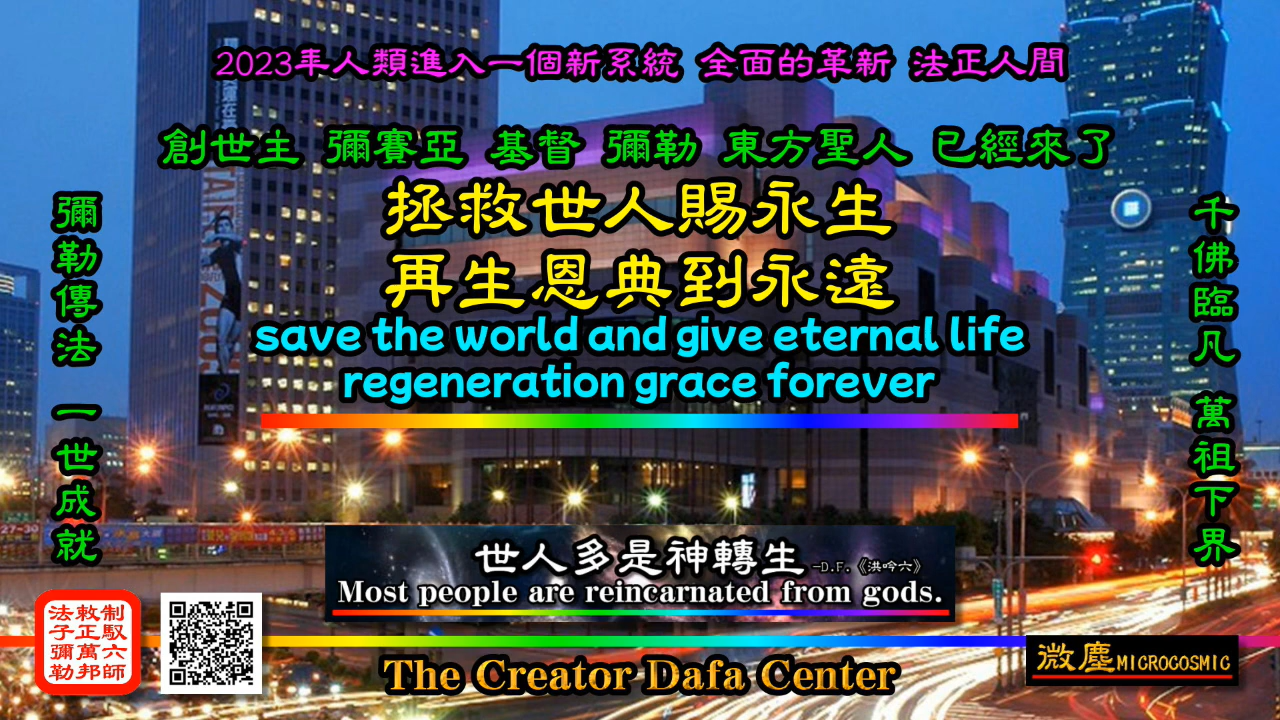 2023年人類進入一個新系統 全面的革新 法正人間
創世主 彌賽亞 基督 彌勒 東方聖人 已經來了
拯救世人賜永生
再生恩典到永遠
save the world and give eternal life
regeneration grace forever
彌勒傳法 一世成就
千佛臨凡 萬祖下界
世人多是神轉生 -D.F.《洪吟六》
Most people are reincarnated from gods.
制馭六師
敕正萬邦
法子彌勒
The Creator Dafa Center
微塵MICROCOSMIC
27-30